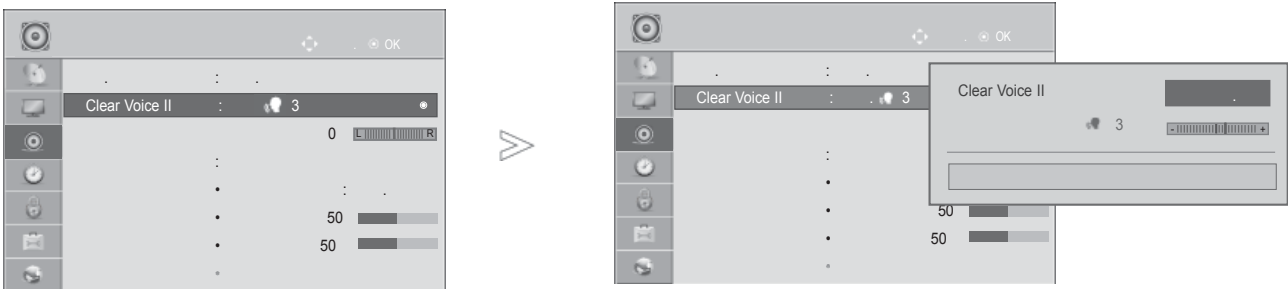 . OK
. : .
Clear Voice II : 3
0 L R
:
• : .
• 50
• 50
•
. OK
. : .
Clear Voice II : . 3
:
•
• 50
• 50
•
Clear Voice II .
3 - +